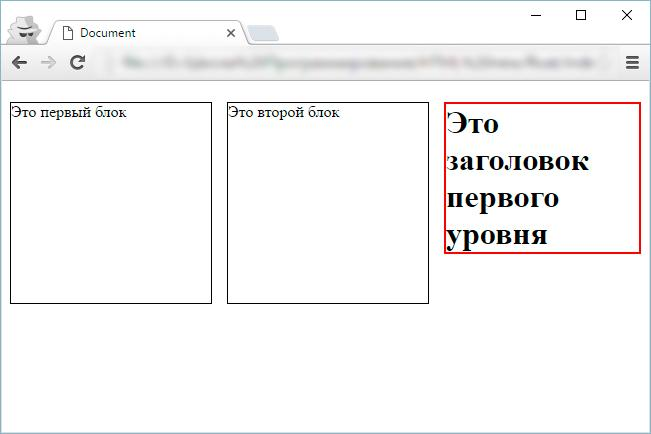 Document
Это первый блок
Это второй блок
Это
заголовок
первого
уровня